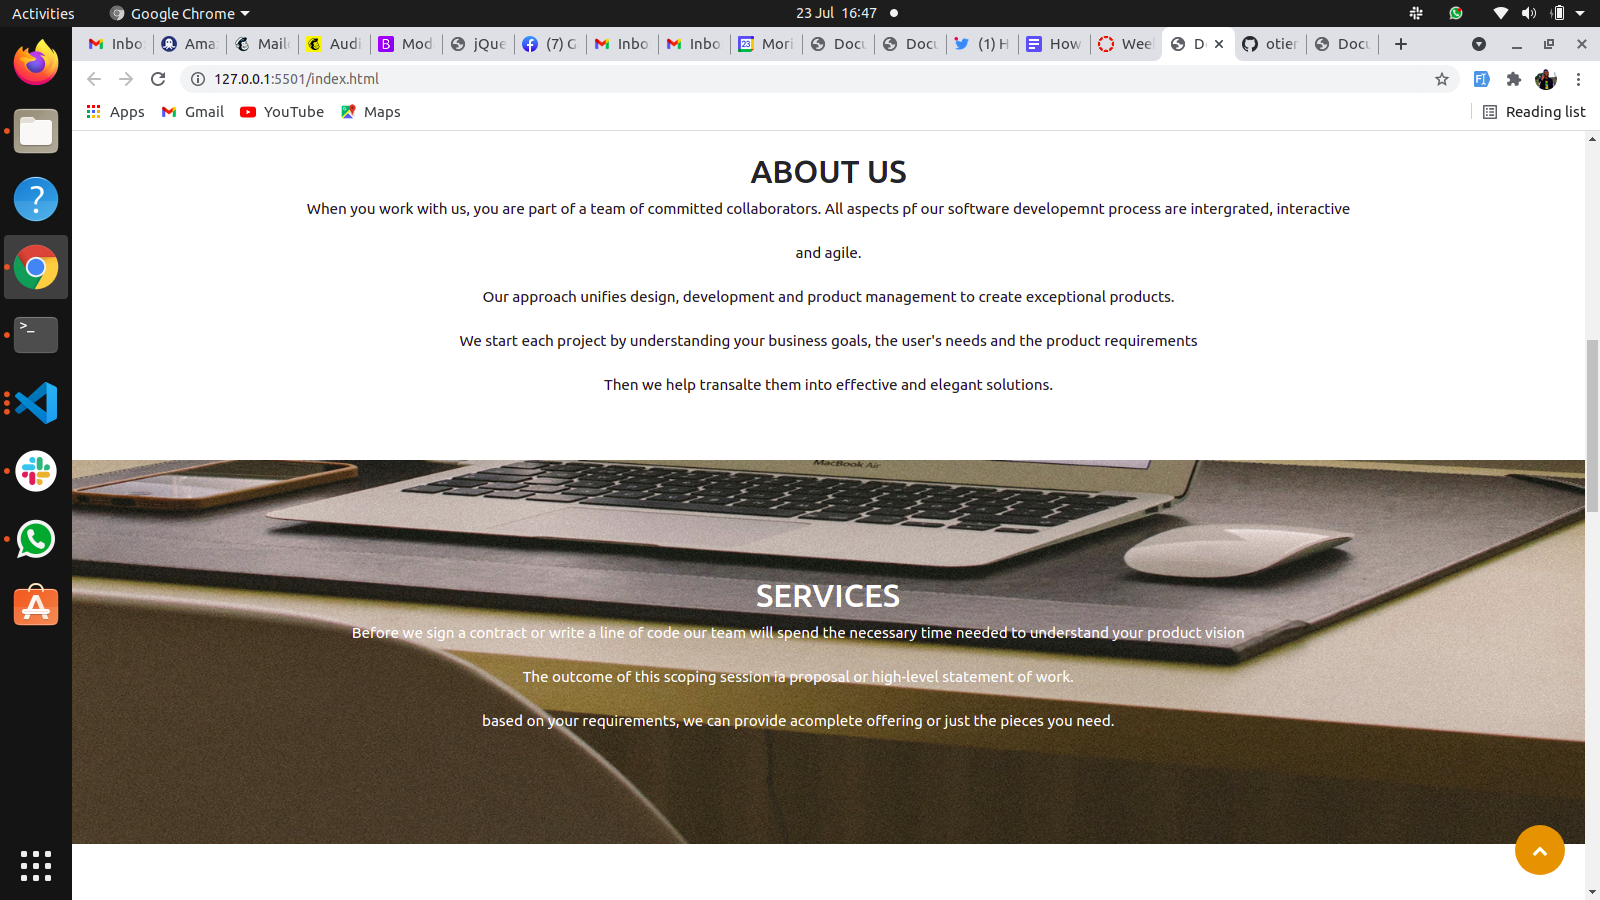 Activities
Google Chrome
23 Jul 16:47
Inbo
Ama
Mail
Audi
Mod
jQue
(7) G
Inbo
Inbo
Mori
Docu
Docu
(1) H
How
Wee
D
otier
Docu
127.0.0.1:5501/index.html
Apps
Gmail
YouTube
Maps
Reading list
ABOUT US
When you work with us, you are part of a team of committed collaborators. All aspects pf our software developemnt process are intergrated, interactive
and agile.
Our approach unifies design, development and product management to create exceptional products.
We start each project by understanding your business goals, the user's needs and the product requirements
Then we help transalte them into effective and elegant solutions.
MacBook Air
SERVICES
Before we sign a contract or write a line of code our team will spend the necessary time needed to understand your product vision
The outcome of this scoping session ia proposal or high-level statement of work.
based on your requirements, we can provide acomplete offering or just the pieces you need.